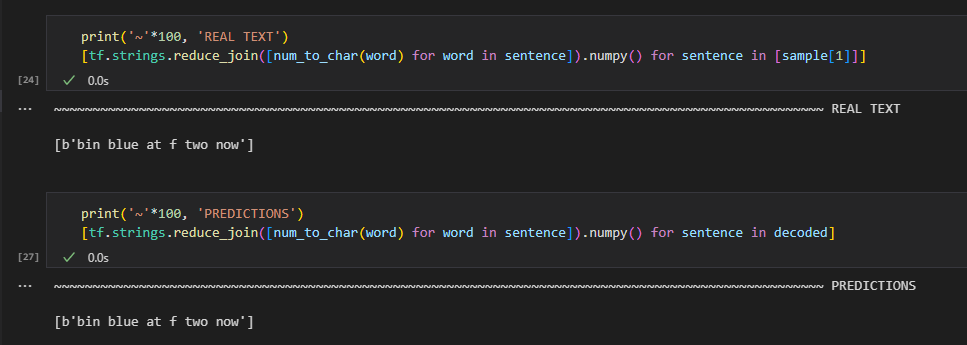 print('~'*100, 'REAL TEXT')
[tf.strings.reduce_join([num_to_char(word) for word in sentence]).numpy() for sentence in [sample[1]]]
[24]
✓ 0.0s
... ~~~~~~~~~~~~~~~~~~~~~~~~~~~~~~~~~~~~~~~~~~~~~~~~~~~~~~~~~~~~~~~~~~~~~~~~~~~~~~~~~~~~~~~~~~~~~~~~~~~~ REAL TEXT
[b'bin blue at f two now']
print('~'*100, 'PREDICTIONS')
[tf.strings.reduce_join([num_to_char(word) for word in sentence]).numpy() for sentence in decoded]
[27]
✓ 0.0s
... ~~~~~~~~~~~~~~~~~~~~~~~~~~~~~~~~~~~~~~~~~~~~~~~~~~~~~~~~~~~~~~~~~~~~~~~~~~~~~~~~~~~~~~~~~~~~~~~~~~~~ PREDICTIONS
[b'bin blue at f two now']